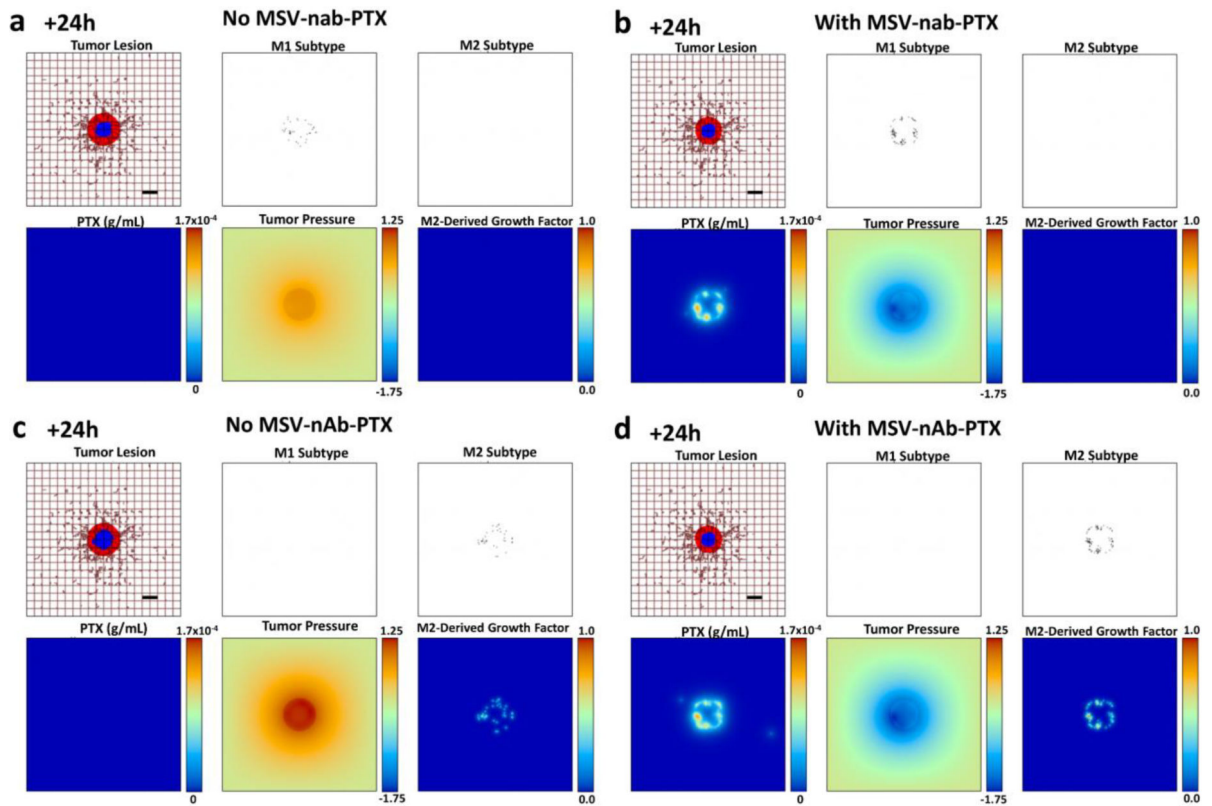 a +24h No MSV-nab-PTX
Tumor Lesion M1 Subtype M2 Subtype
PTX (g/mL) 1.7x10⁻⁴ Tumor Pressure 1.25 M2-Derived Growth Factor 1.0
0 -1.75 0.0
b +24h With MSV-nab-PTX
Tumor Lesion M1 Subtype M2 Subtype
PTX (g/mL) 1.7x10⁻⁴ Tumor Pressure 1.25 M2-Derived Growth Factor 1.0
0 -1.75 0.0
c +24h No MSV-nAb-PTX
Tumor Lesion M1 Subtype M2 Subtype
PTX (g/mL) 1.7x10⁻⁴ Tumor Pressure 1.25 M2-Derived Growth Factor 1.0
0 -1.75 0.0
d +24h With MSV-nAb-PTX
Tumor Lesion M1 Subtype M2 Subtype
PTX (g/mL) 1.7x10⁻⁴ Tumor Pressure 1.25 M2-Derived Growth Factor 1.0
0 -1.75 0.0